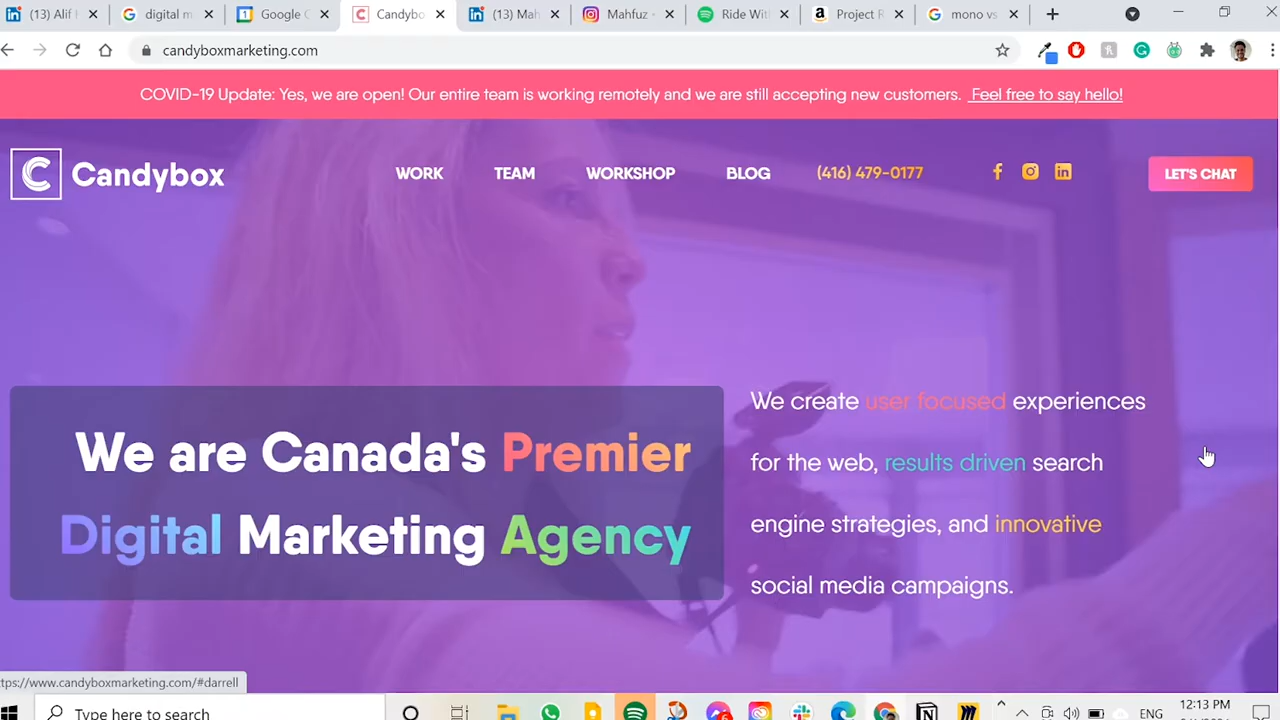 (13) Alif
digital m
Google C
Candybo
(13) Mah
Mahfuz
Ride Wit
Project R
mono vs
candyboxmarketing.com
COVID-19 Update: Yes, we are open! Our entire team is working remotely and we are still accepting new customers. Feel free to say hello!
C Candybox
WORK
TEAM
WORKSHOP
BLOG
(416) 479-0177
LET'S CHAT
We are Canada's Premier
Digital Marketing Agency
We create user focused experiences
for the web, results driven search
engine strategies, and innovative
social media campaigns.
ttps://www.candyboxmarketing.com/#darrell
Type here to search
ENG
12:13 PM